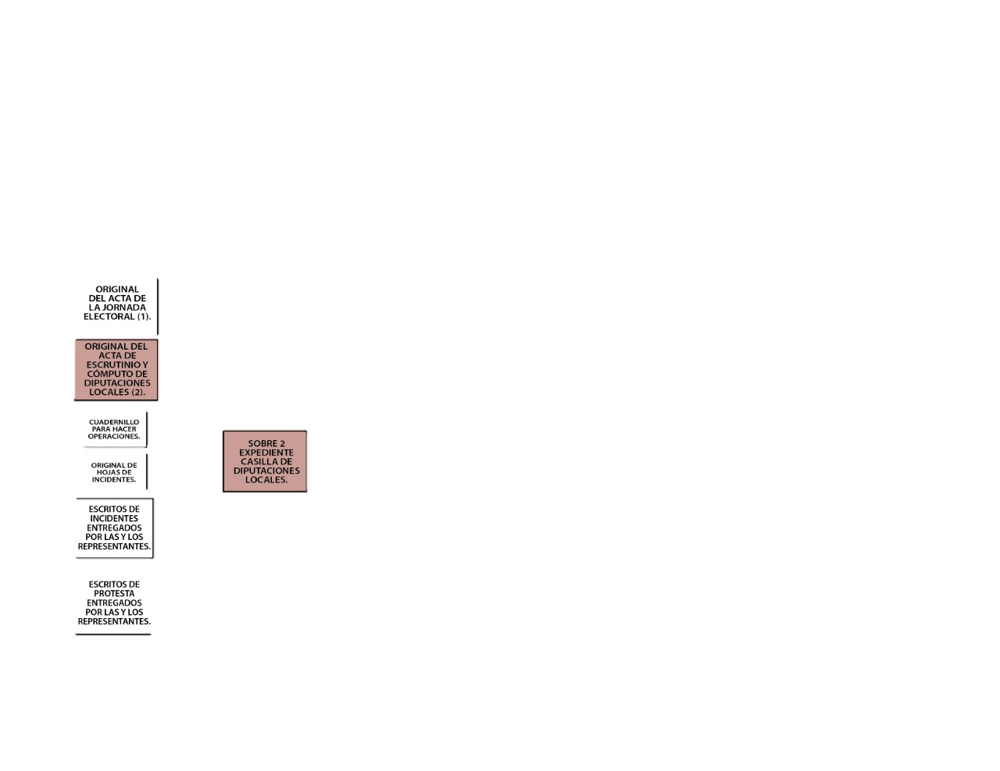 ORIGINAL
DEL ACTA DE
LA JORNADA
ELECTORAL (1).
ORIGINAL DEL
ACTA DE
ESCRUTINIO Y
CÓMPUTO DE
DIPUTACIONES
LOCALES (2).
CUADERNILLO
PARA HACER
OPERACIONES.
ORIGINAL DE
HOJAS DE
INCIDENTES.
ESCRITOS DE
INCIDENTES
ENTREGADOS
POR LAS Y LOS
REPRESENTANTES.
ESCRITOS DE
PROTESTA
ENTREGADOS
POR LAS Y LOS
REPRESENTANTES.
SOBRE 2
EXPEDIENTE
CASILLA DE
DIPUTACIONES
LOCALES.